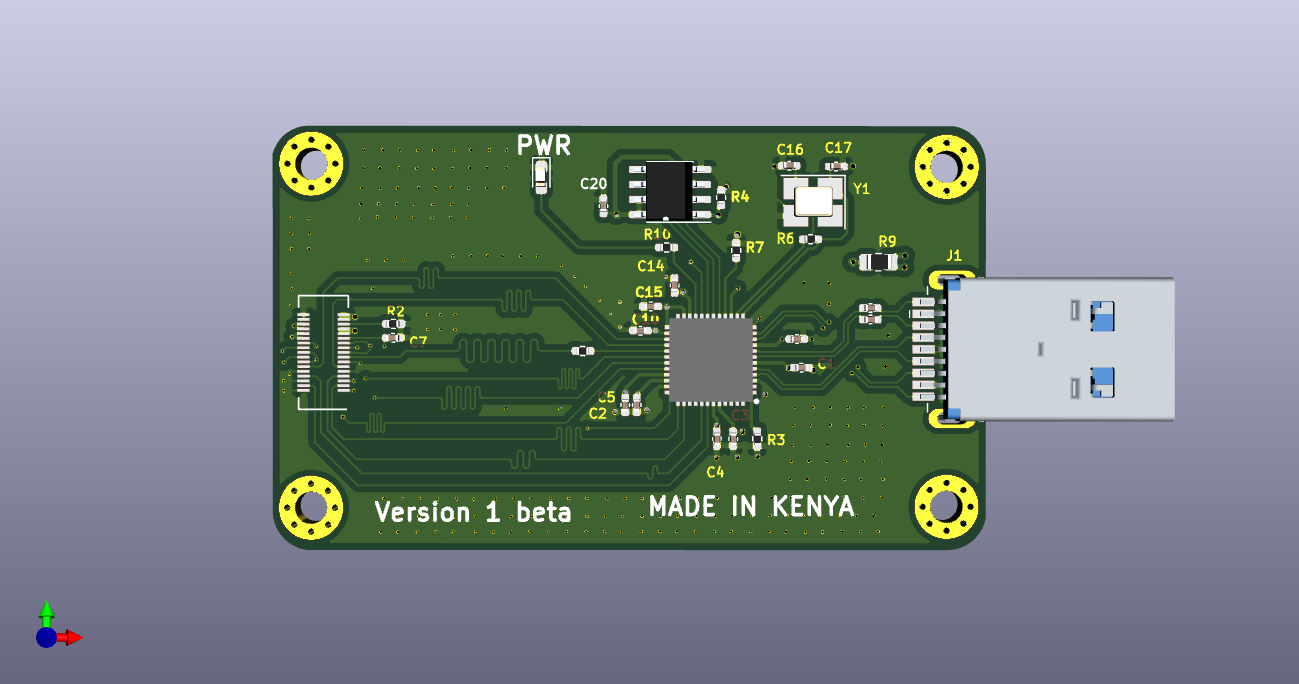 PWR
C16
C17
C20
R4
Y1
R10
R6
R7
R9
C14
J1
C15
R2
C7
C5
C2
C3
R3
C4
Version 1 beta
MADE IN KENYA